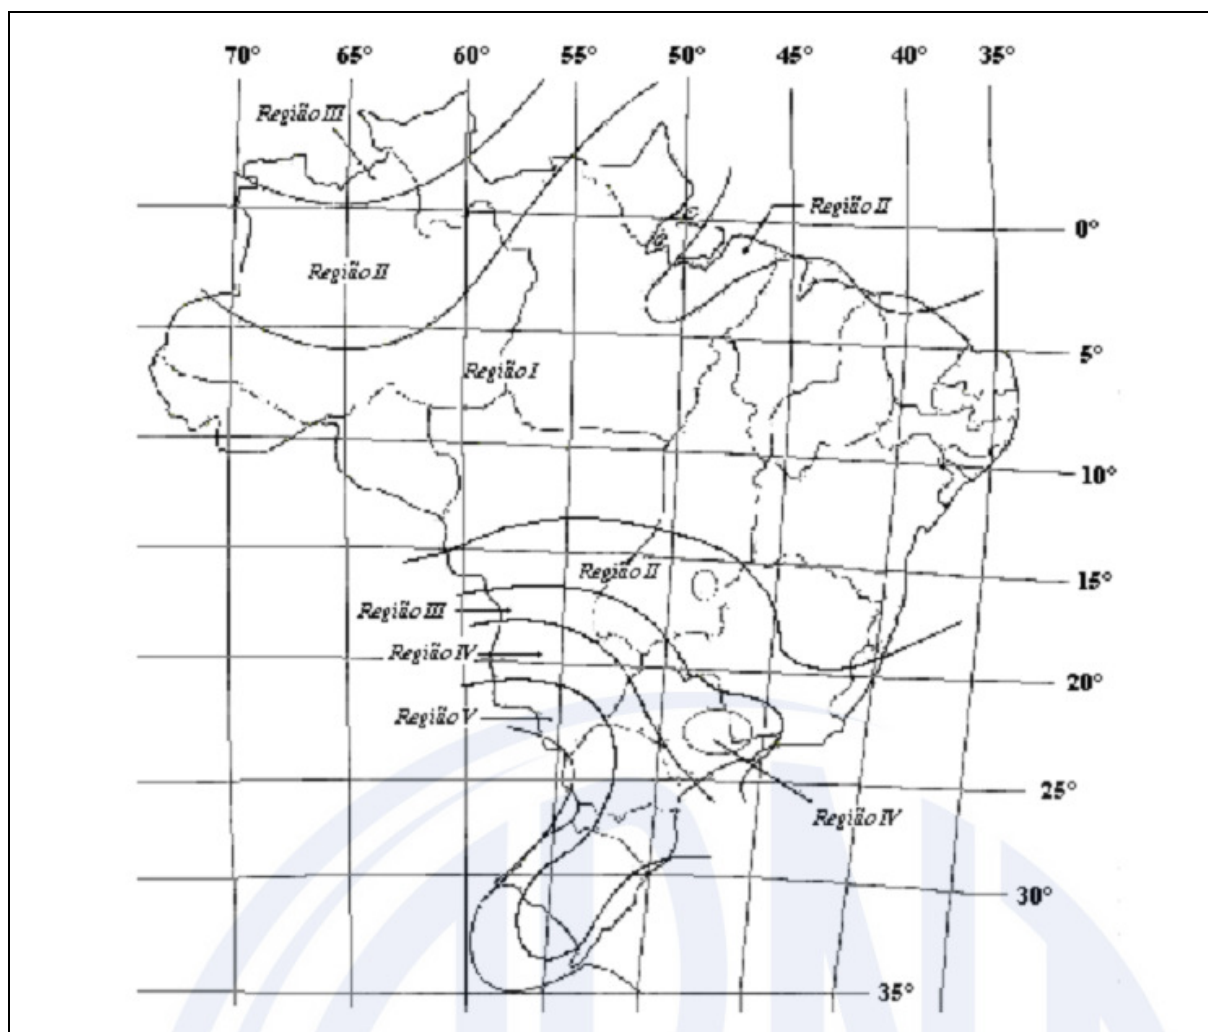 70° 65° 60° 55° 50° 45° 40° 35°
Região III
Região II
0°
Região II
5°
Região I
10°
Região II
15°
Região III
Região IV
20°
Região V
25°
Região IV
30°
35°